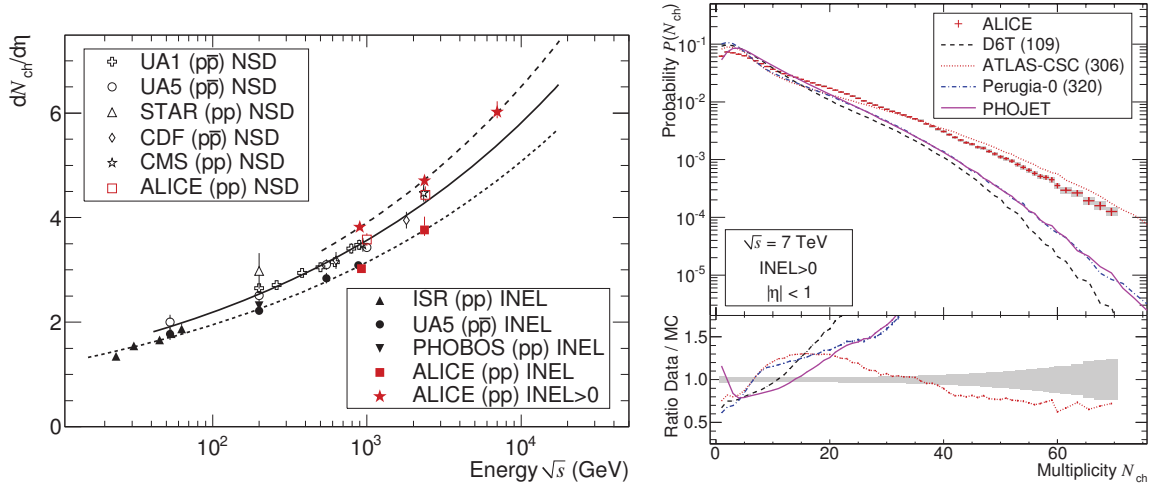 dN_ch/dη
6
4
2
0
UA1 (pp̅) NSD
UA5 (pp̅) NSD
STAR (pp) NSD
CDF (pp̅) NSD
CMS (pp) NSD
ALICE (pp) NSD
ISR (pp) INEL
UA5 (pp̅) INEL
PHOBOS (pp) INEL
ALICE (pp) INEL
ALICE (pp) INEL>0
10² 10³ 10⁴
Energy √s (GeV)
Probability P(N_ch)
10⁻¹
10⁻²
10⁻³
10⁻⁴
10⁻⁵
ALICE
D6T (109)
ATLAS-CSC (306)
Perugia-0 (320)
PHOJET
√s = 7 TeV
INEL>0
|η| < 1
Ratio Data / MC
1.5
1.0
0.5
0 20 40 60
Multiplicity N_ch